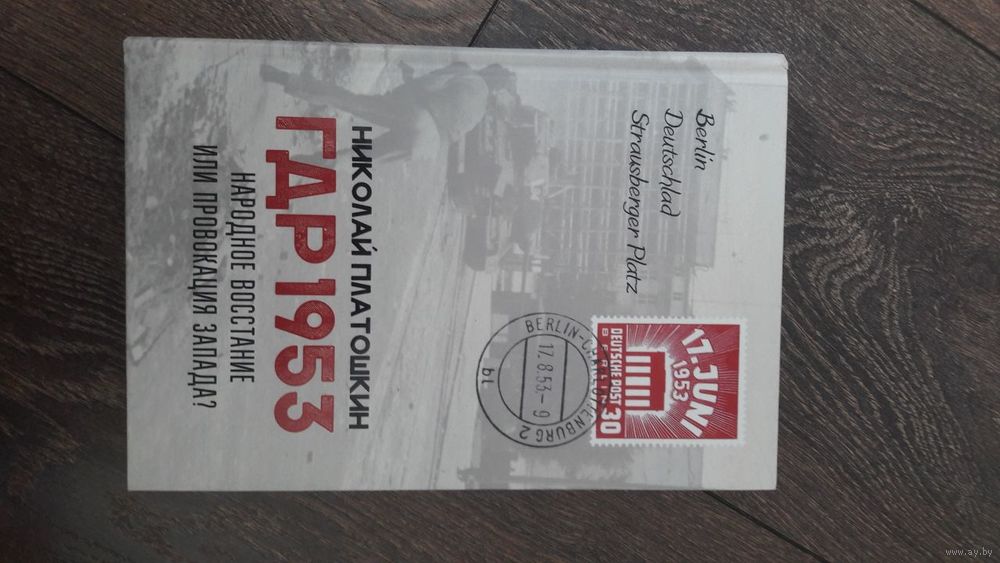 Berlin
Deutschlad
Strausberger Platz
17. JUNI
1953
DEUTSCHE POST 30
BERLIN
BERLIN-CHARLOTTENBURG 2
17.8.53—9
bl
НИКОЛАЙ ПЛАТОШКИН
ГДР 1953
НАРОДНОЕ ВОССТАНИЕ
ИЛИ ПРОВОКАЦИЯ ЗАПАДА?
www.ay.by